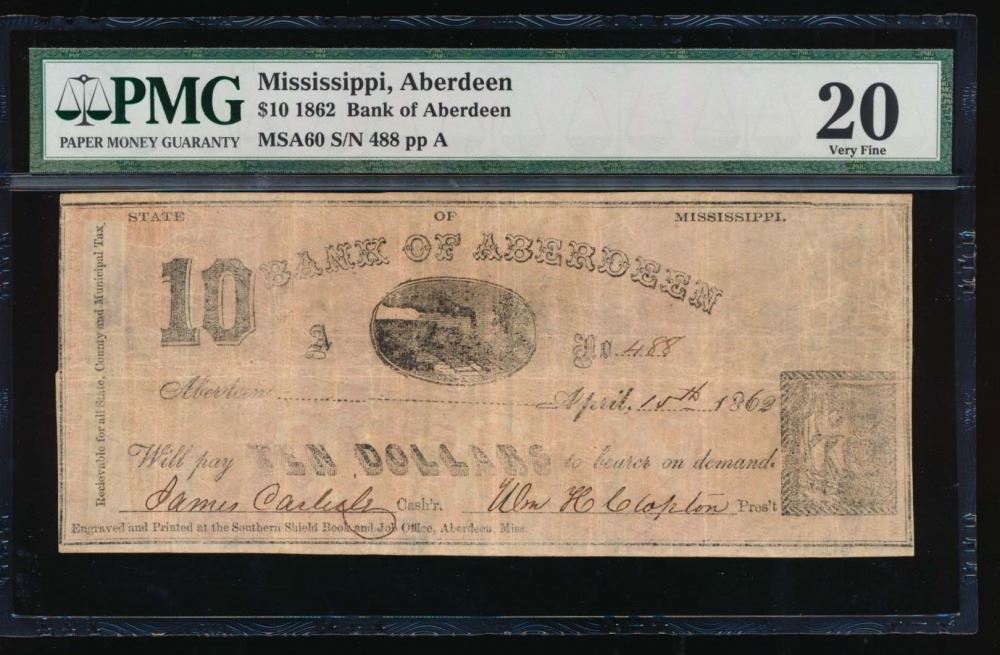 PMG
PAPER MONEY GUARANTY
Mississippi, Aberdeen
$10 1862 Bank of Aberdeen
MSA60 S/N 488 pp A
20
Very Fine
STATE OF MISSISSIPPI.
Recievable for all State, County and Municipal Tax.
10
BANK OF ABERDEEN
A
No. 488
Aberdeen April, 15th 1862
Will pay TEN DOLLARS to bearer on demand.
James Carlisle Cash'r. Wm H Clopton Pres't
Engraved and Printed at the Southern Shield Book and Job Office, Aberdeen, Miss.